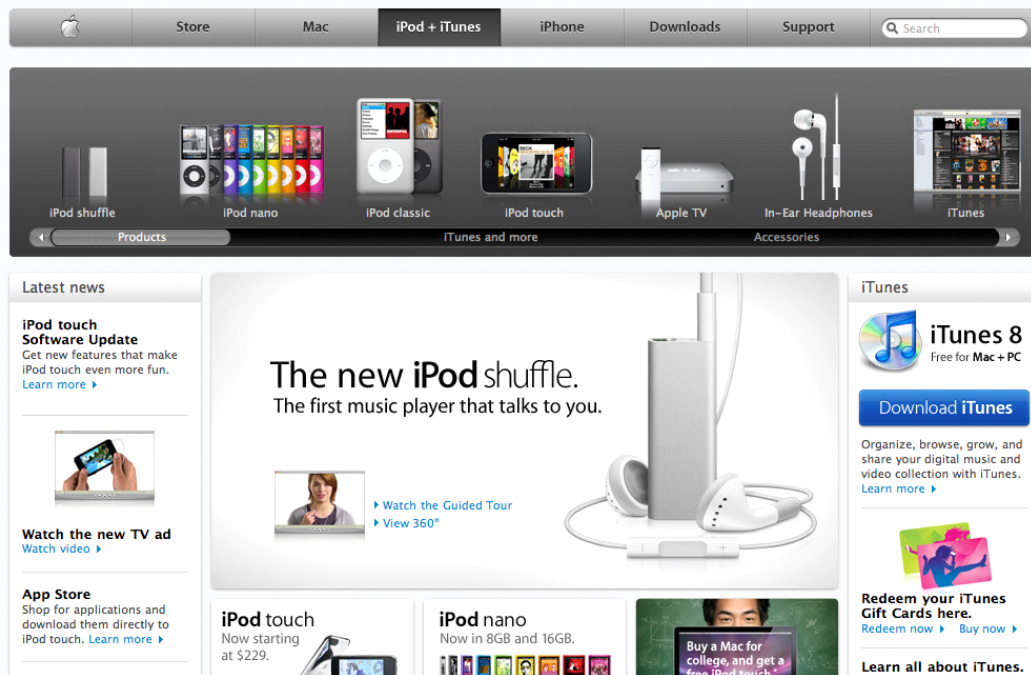 Store
Mac
iPod + iTunes
iPhone
Downloads
Support
Search
iPod shuffle
iPod nano
iPod classic
iPod touch
Apple TV
In-Ear Headphones
iTunes
Products
iTunes and more
Accessories
Latest news
iPod touch
Software Update
Get new features that make
iPod touch even more fun.
Learn more
Watch the new TV ad
Watch video
App Store
Shop for applications and
download them directly to
iPod touch. Learn more
The new iPod shuffle.
The first music player that talks to you.
Watch the Guided Tour
View 360°
iPod touch
Now starting
at $229.
iPod nano
Now in 8GB and 16GB.
Buy a Mac for
college, and get a
free iPod touch.*
iTunes
iTunes 8
Free for Mac + PC
Download iTunes
Organize, browse, grow, and
share your digital music and
video collection with iTunes.
Learn more
Redeem your iTunes
Gift Cards here.
Redeem now
Buy now
Learn all about iTunes.